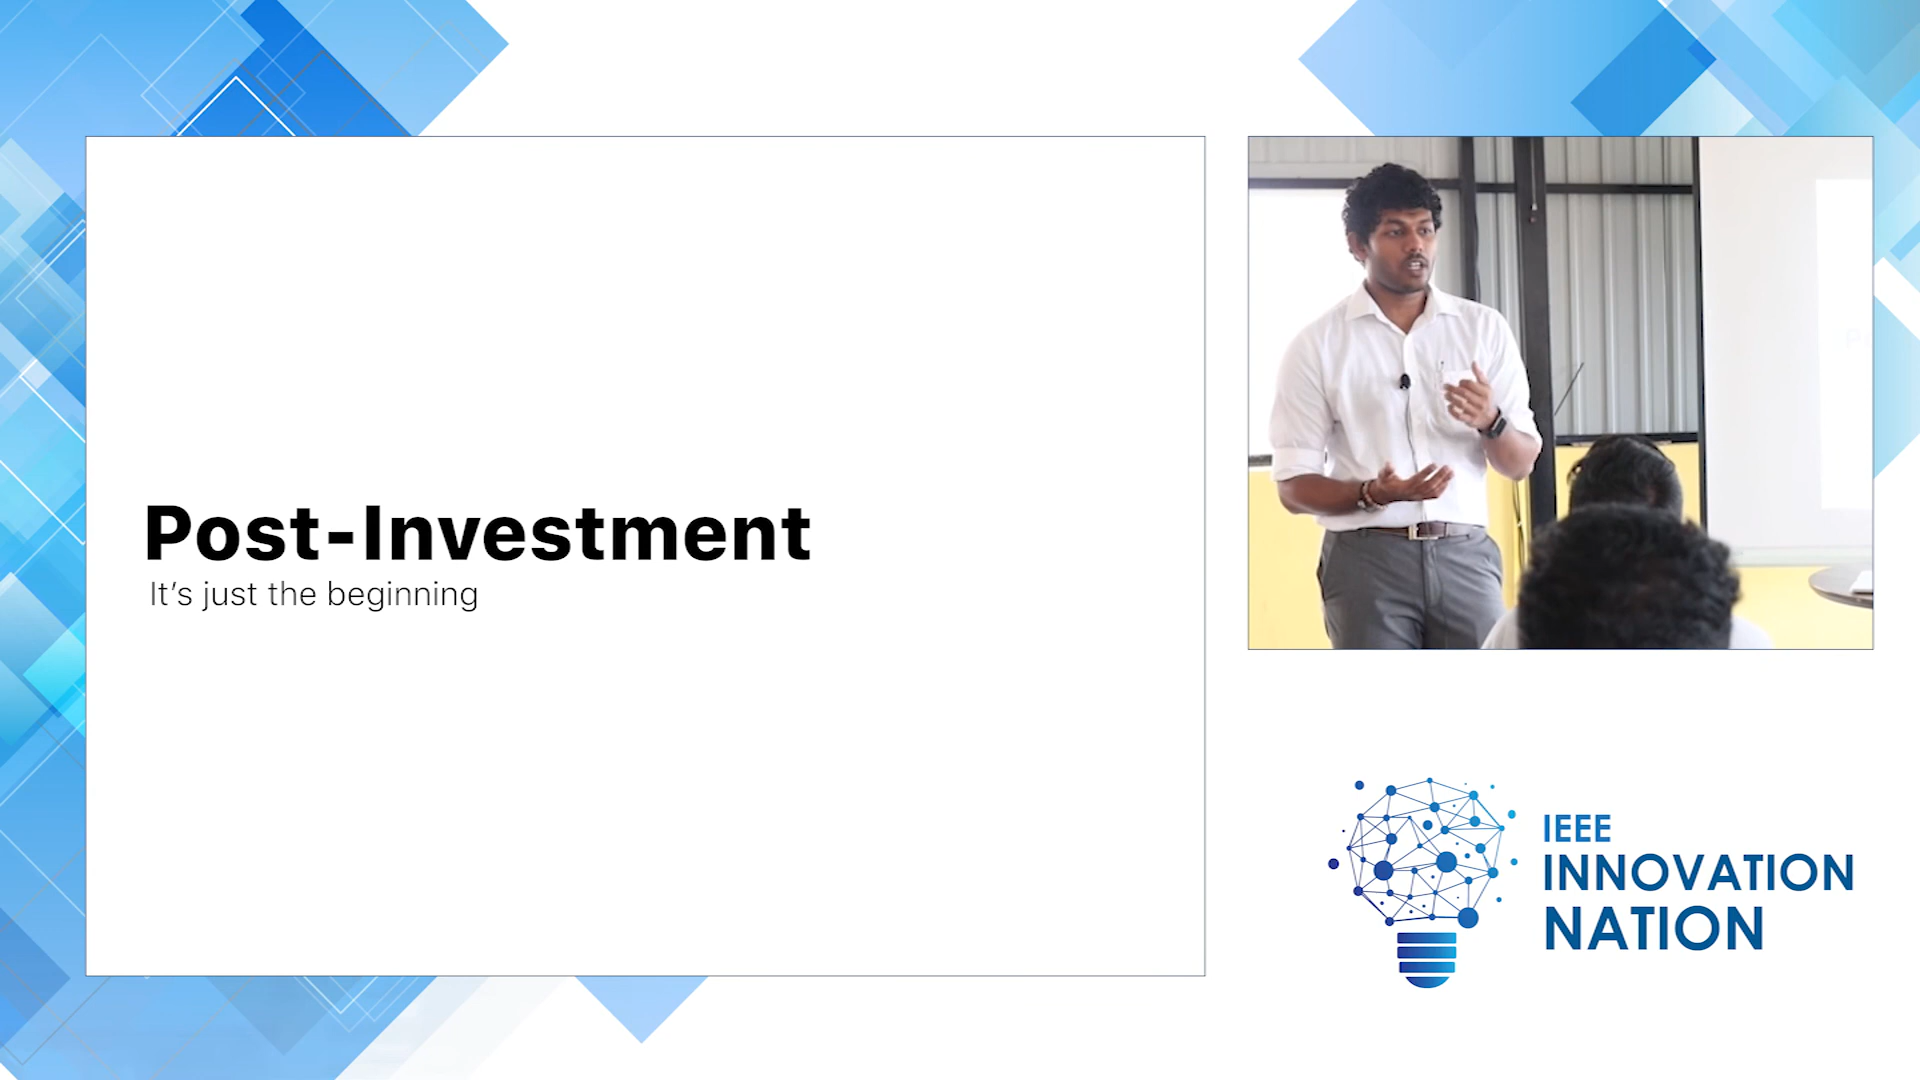 Post-Investment
It’s just the beginning
IEEE
INNOVATION
NATION